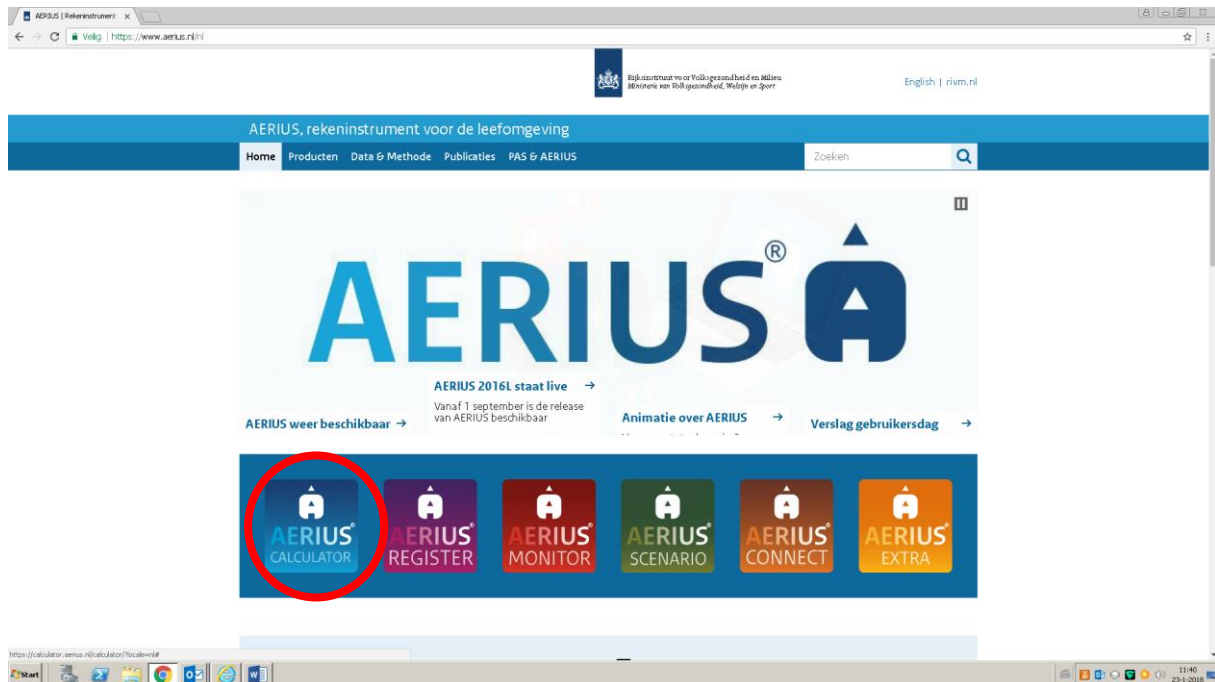 AERIUS | Rekeninstrument x
Veilig | https://www.aerius.nl/nl
Rijksinstituut voor Volksgezondheid en Milieu
Ministerie van Volksgezondheid, Welzijn en Sport
English | rivm.nl
AERIUS, rekeninstrument voor de leefomgeving
Home Producten Data & Methode Publicaties PAS & AERIUS Zoeken
AERIUS®
AERIUS weer beschikbaar →
AERIUS 2016L staat live →
Vanaf 1 september is de release
van AERIUS beschikbaar
Animatie over AERIUS →
Verslag gebruikersdag →
AERIUS®
CALCULATOR
AERIUS®
REGISTER
AERIUS®
MONITOR
AERIUS®
SCENARIO
AERIUS®
CONNECT
AERIUS®
EXTRA
https://calculator.aerius.nl/calculator/?locale=nl#
Start
11:40
23-1-2018